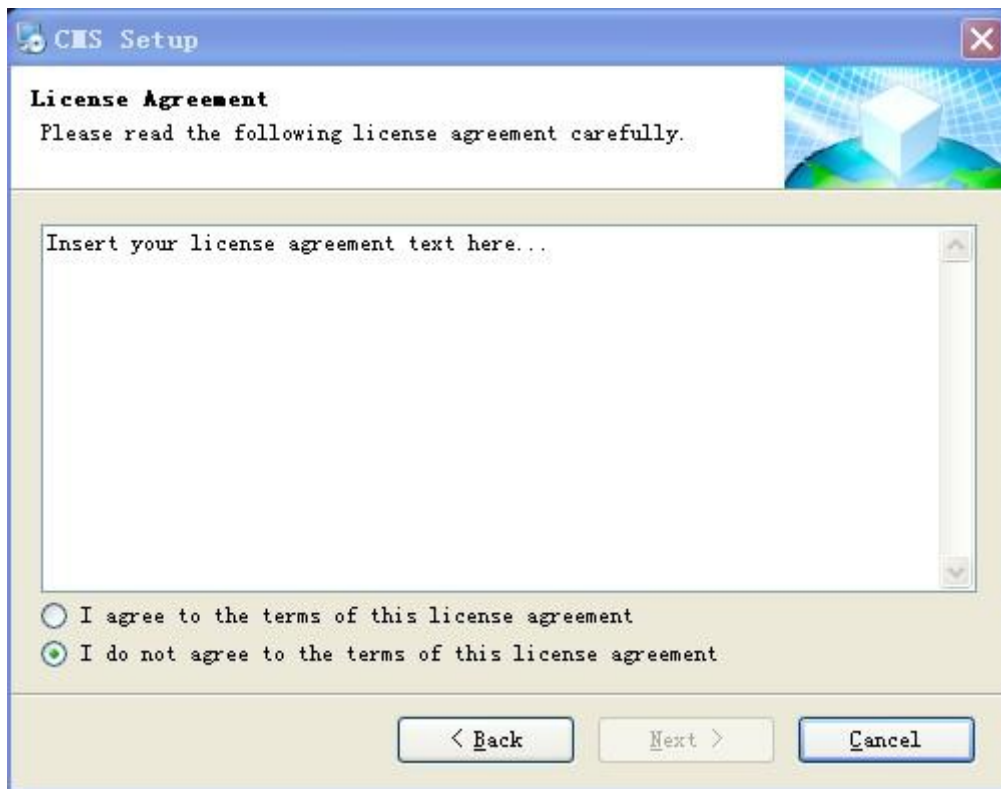 CMS Setup
License Agreement
Please read the following license agreement carefully.
Insert your license agreement text here...
I agree to the terms of this license agreement
I do not agree to the terms of this license agreement
< Back
Next >
Cancel